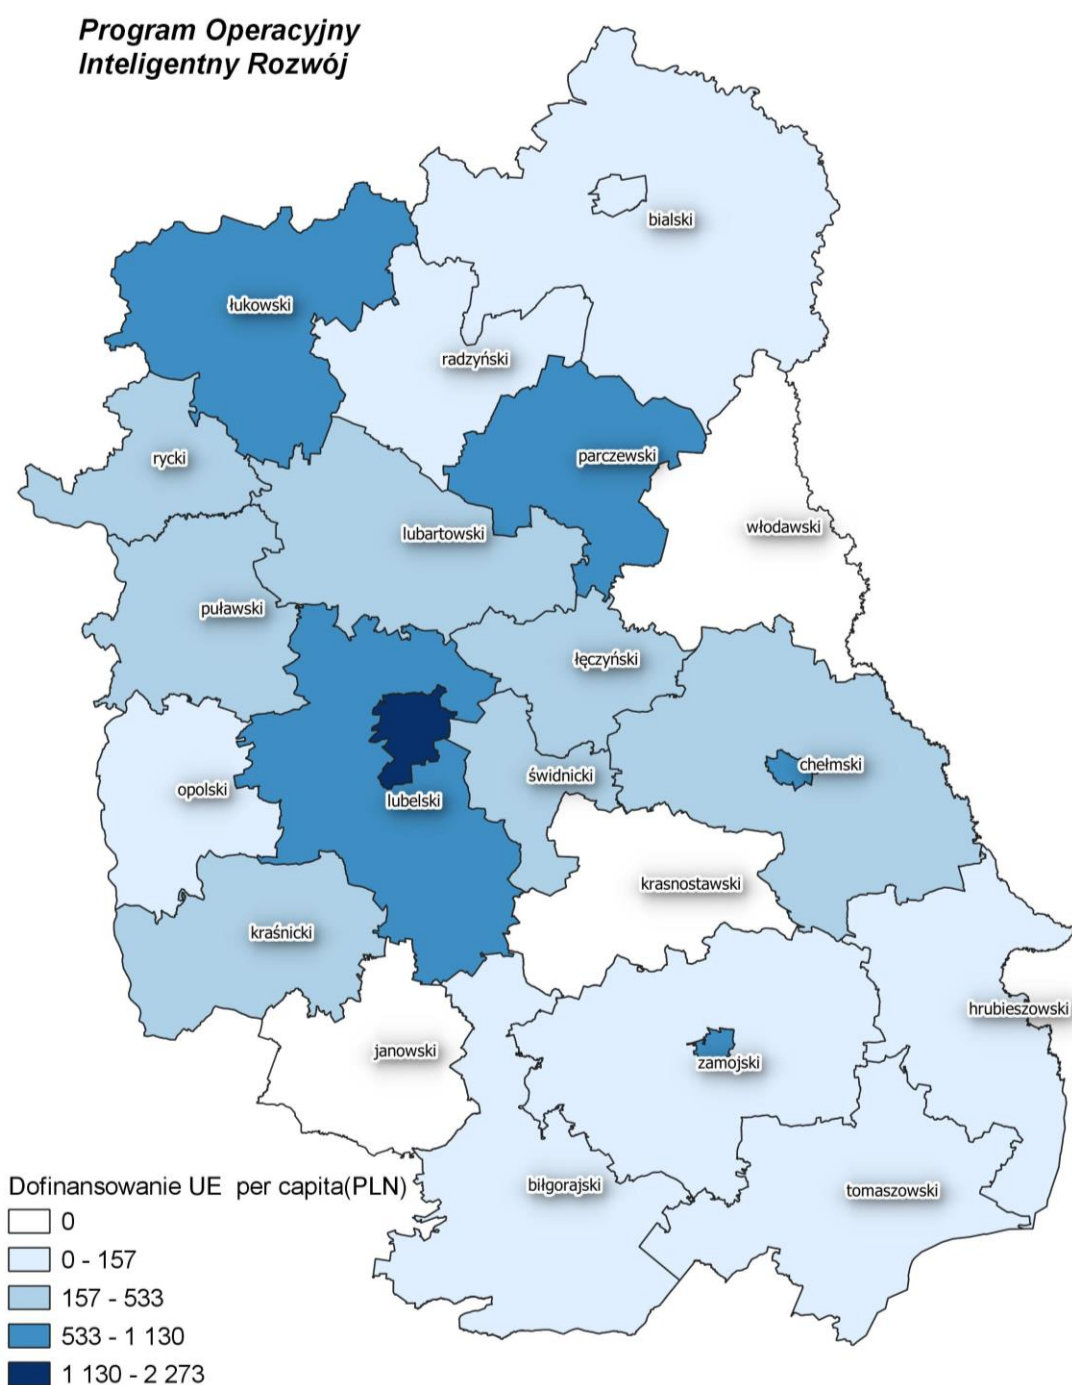 Program Operacyjny
Inteligentny Rozwój
bialski
łukowski
radzyński
parczewski
rycki
lubartowski
włodawski
puławski
łęczyński
chełmski
świdnicki
opolski
lubelski
krasnostawski
kraśnicki
hrubieszowski
janowski
zamojski
biłgorajski
tomaszowski
Dofinansowanie UE per capita(PLN)
0
0 - 157
157 - 533
533 - 1 130
1 130 - 2 273